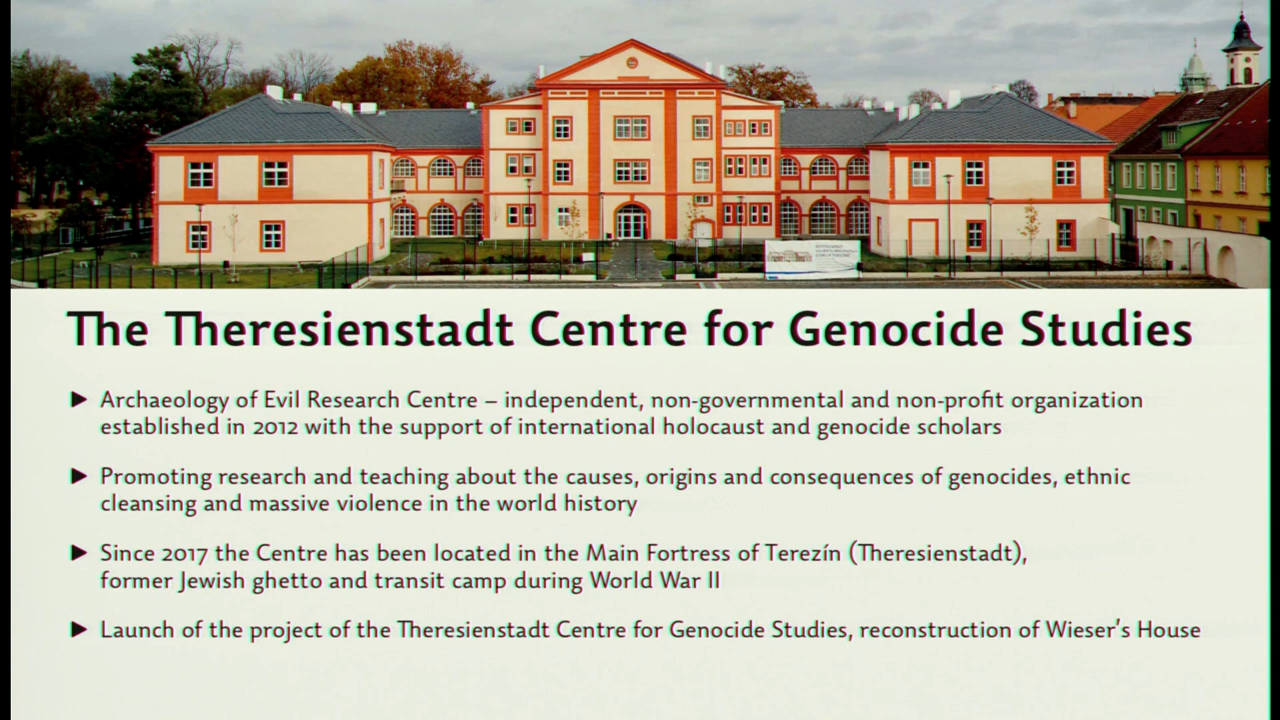 The Theresienstadt Centre for Genocide Studies
► Archaeology of Evil Research Centre – independent, non-governmental and non-profit organization
established in 2012 with the support of international holocaust and genocide scholars
► Promoting research and teaching about the causes, origins and consequences of genocides, ethnic
cleansing and massive violence in the world history
► Since 2017 the Centre has been located in the Main Fortress of Terezín (Theresienstadt),
former Jewish ghetto and transit camp during World War II
► Launch of the project of the Theresienstadt Centre for Genocide Studies, reconstruction of Wieser's House